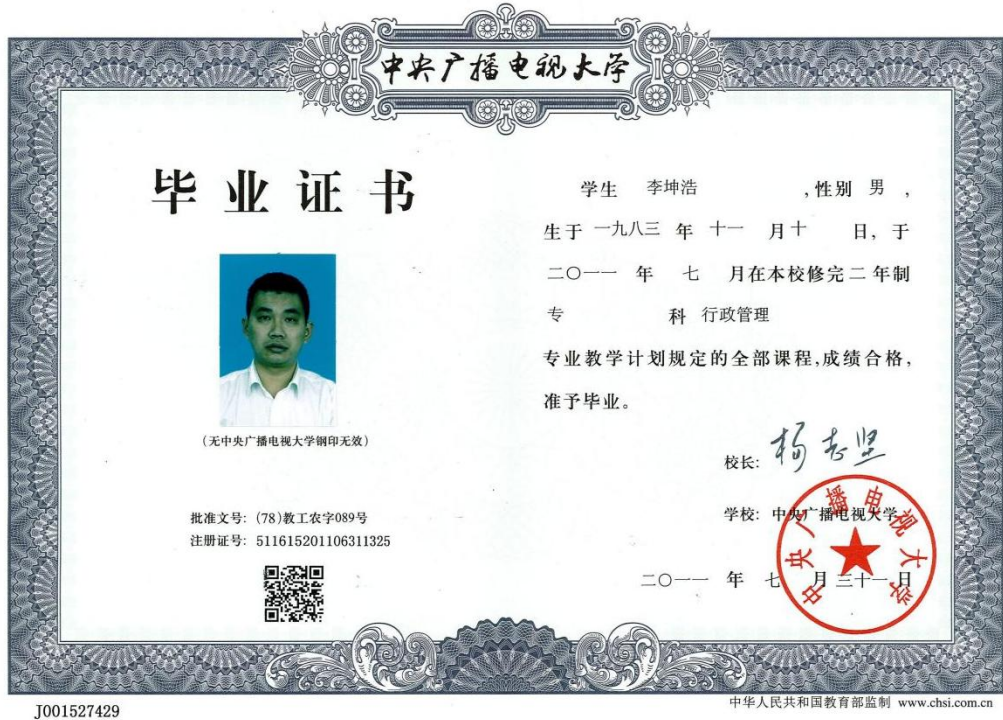 中央广播电视大学
毕业证书
(无中央广播电视大学钢印无效)
批准文号: (78)教工农字089号
注册证号: 511615201106311325
学生 李坤浩 ,性别 男 ,
生于 一九八三 年 十一 月十 日, 于
二〇一一 年 七 月在本校修完 二 年制
专 科 行政管理
专业教学计划规定的全部课程,成绩合格,
准予毕业。
校长: 杨志坚
学校: 中央广播电视大学
中央广播电视大学
二〇一一 年 七 月 三十一 日
J001527429
中华人民共和国教育部监制 www.chsi.com.cn